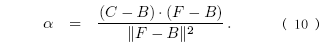 α = (C − B) · (F − B) / ‖F − B‖² . ( 10 )